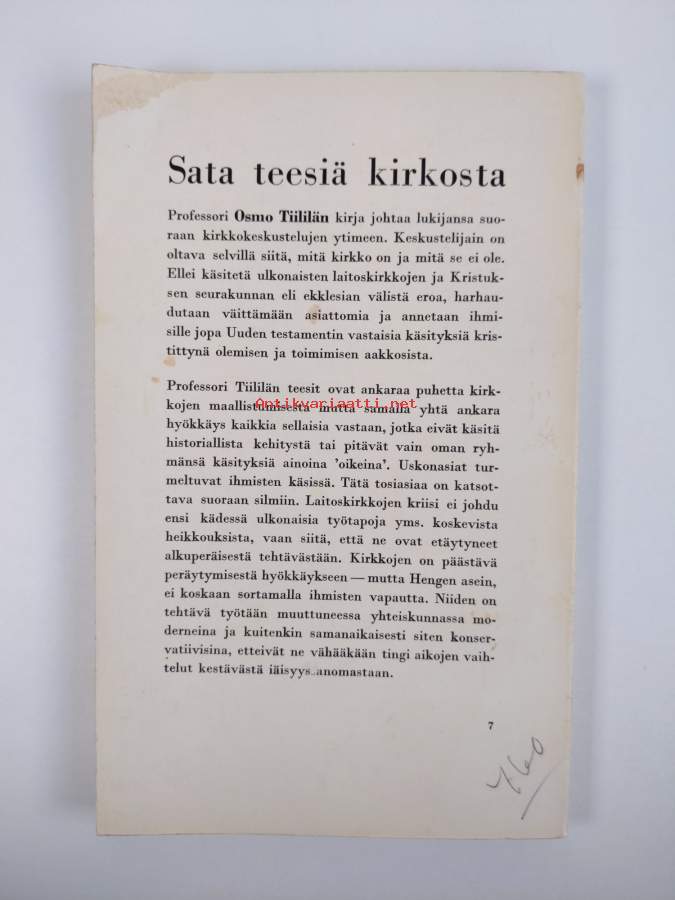 Sata teesiä kirkosta
Professori Osmo Tiililän kirja johtaa lukijansa suo-
raan kirkkokeskustelujen ytimeen. Keskustelijain on
oltava selvillä siitä, mitä kirkko on ja mitä se ei ole.
Ellei käsitetä ulkonaisten laitoskirkkojen ja Kristuk-
sen seurakunnan eli ekklesian välistä eroa, harhau-
dutaan väittämään asiattomia ja annetaan ihmi-
sille jopa Uuden testamentin vastaisia käsityksiä kris-
tittynä olemisen ja toimimisen aakkosista.
Professori Tiililän teesit ovat ankaraa puhetta kirk-
kojen maallistumisesta mutta samalla yhtä ankara
Antikvariaatti.net
hyökkäys kaikkia sellaisia vastaan, jotka eivät käsitä
historiallista kehitystä tai pitävät vain oman ryh-
mänsä käsityksiä ainoina 'oikeina'. Uskonasiat tur-
meltuvat ihmisten käsissä. Tätä tosiasiaa on katsot-
tava suoraan silmiin. Laitoskirkkojen kriisi ei johdu
ensi kädessä ulkonaisia työtapoja yms. koskevista
heikkouksista, vaan siitä, että ne ovat etäytyneet
alkuperäisestä tehtävästään. Kirkkojen on päästävä
peräytymisestä hyökkäykseen — mutta Hengen asein,
ei koskaan sortamalla ihmisten vapautta. Niiden on
tehtävä työtään muuttuneessa yhteiskunnassa mo-
derneina ja kuitenkin samanaikaisesti siten konser-
vatiivisina, etteivät ne vähääkään tingi aikojen vaih-
telut kestävästä iäisyyssanomastaan.
7
760